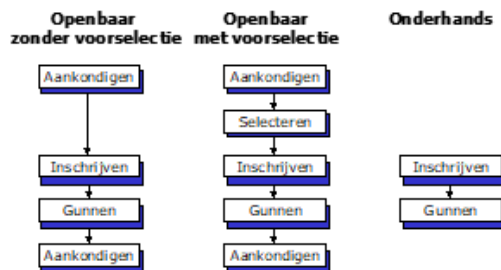 Openbaar
zonder voorselectie
Openbaar
met voorselectie
Onderhands
Aankondigen
Inschrijven
Gunnen
Aankondigen
Aankondigen
Selecteren
Inschrijven
Gunnen
Aankondigen
Inschrijven
Gunnen